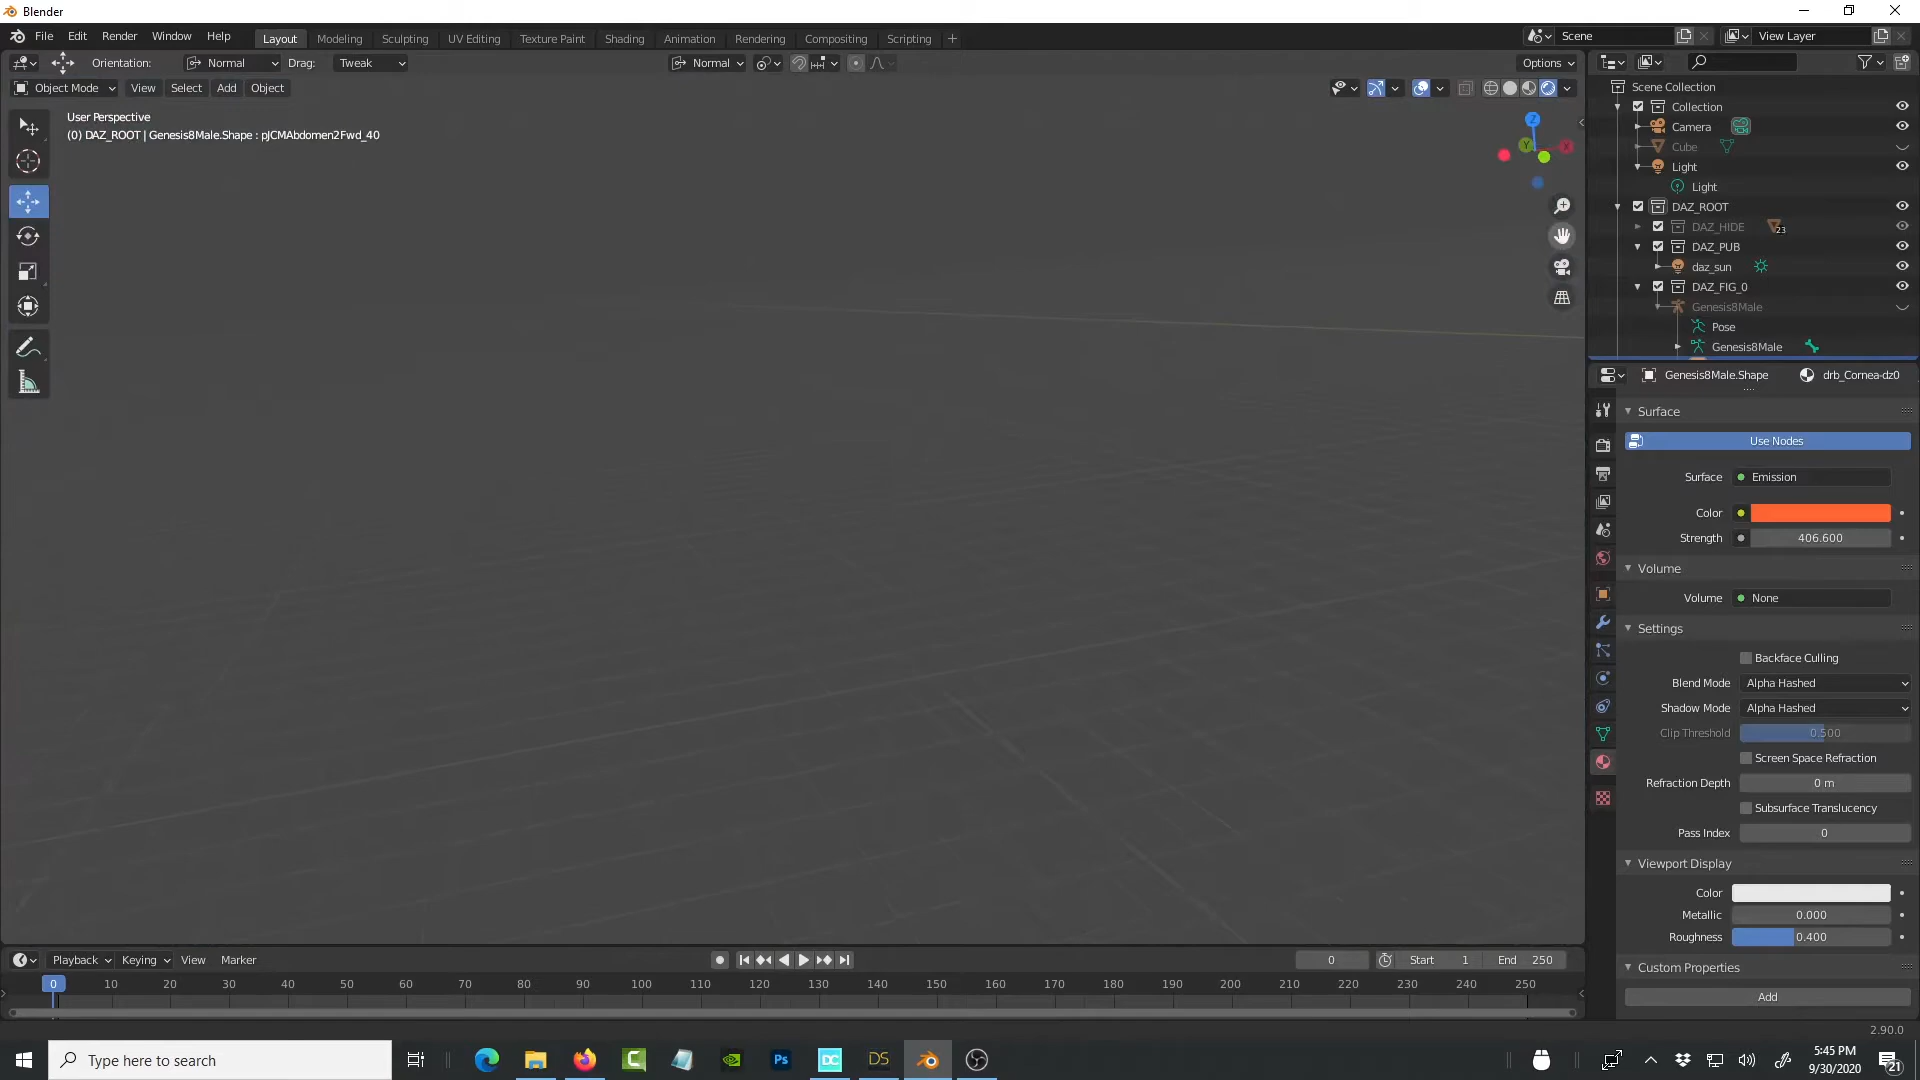 Blender
File Edit Render Window Help
Layout Modeling Sculpting UV Editing Texture Paint Shading Animation Rendering Compositing Scripting
Scene View Layer
Orientation: Normal Drag: Tweak
Normal
Options
Object Mode View Select Add Object
User Perspective
(0) DAZ_ROOT | Genesis8Male.Shape : pJCMAbdomen2Fwd_40
Z
Y
X
Scene Collection
Collection
Camera
Cube
Light
Light
DAZ_ROOT
DAZ_HIDE 23
DAZ_PUB
daz_sun
DAZ_FIG_0
Genesis8Male
Pose
Genesis8Male
Genesis8Male.Shape drb_Cornea-dz0
Surface
Use Nodes
Surface Emission
Color
Strength 406.600
Volume
Volume None
Settings
Backface Culling
Blend Mode Alpha Hashed
Shadow Mode Alpha Hashed
Clip Threshold 0.500
Screen Space Refraction
Refraction Depth 0 m
Subsurface Translucency
Pass Index 0
Viewport Display
Color
Metallic 0.000
Roughness 0.400
Custom Properties
Add
Playback Keying View Marker
0 Start 1 End 250
0 10 20 30 40 50 60 70 80 90 100 110 120 130 140 150 160 170 180 190 200 210 220 230 240 250
2.90.0
Type here to search
C Ps DC DS
5:45 PM
9/30/2020
21